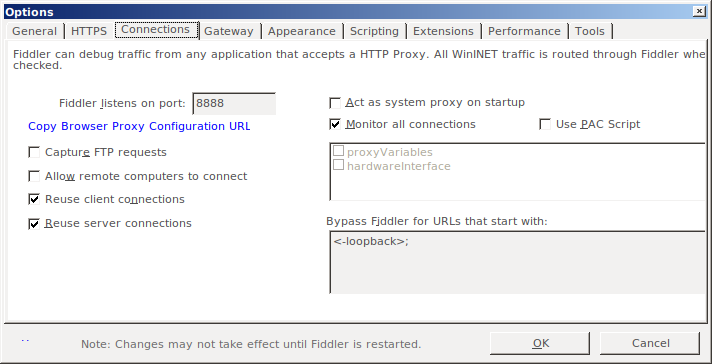 Options
General HTTPS Connections Gateway Appearance Scripting Extensions Performance Tools
Fiddler can debug traffic from any application that accepts a HTTP Proxy. All WinINET traffic is routed through Fiddler whe
checked.
Fiddler listens on port: 8888
Act as system proxy on startup
Copy Browser Proxy Configuration URL
Monitor all connections
Use PAC Script
Capture FTP requests
proxyVariables
hardwareInterface
Allow remote computers to connect
Reuse client connections
Reuse server connections
Bypass Fiddler for URLs that start with:
<-loopback>;
Note: Changes may not take effect until Fiddler is restarted.
OK
Cancel